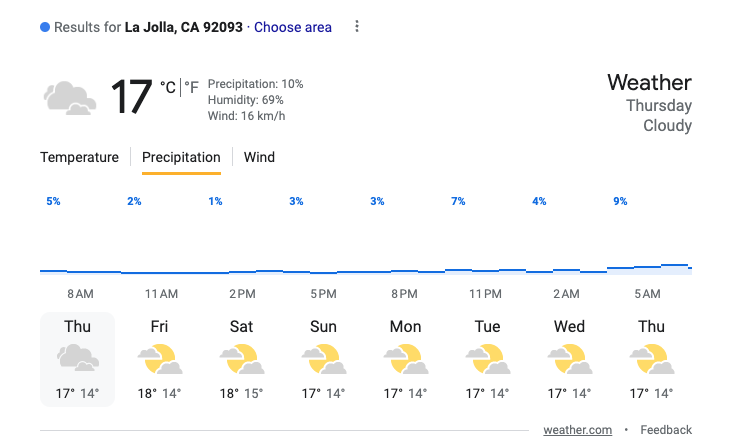 Results for La Jolla, CA 92093 · Choose area
17 °C | °F
Precipitation: 10%
Humidity: 69%
Wind: 16 km/h
Weather
Thursday
Cloudy
Temperature Precipitation Wind
5% 2% 1% 3% 3% 7% 4% 9%
8 AM 11 AM 2 PM 5 PM 8 PM 11 PM 2 AM 5 AM
Thu Fri Sat Sun Mon Tue Wed Thu
17° 14° 18° 14° 18° 15° 17° 14° 17° 14° 17° 14° 17° 14° 17° 14°
weather.com • Feedback